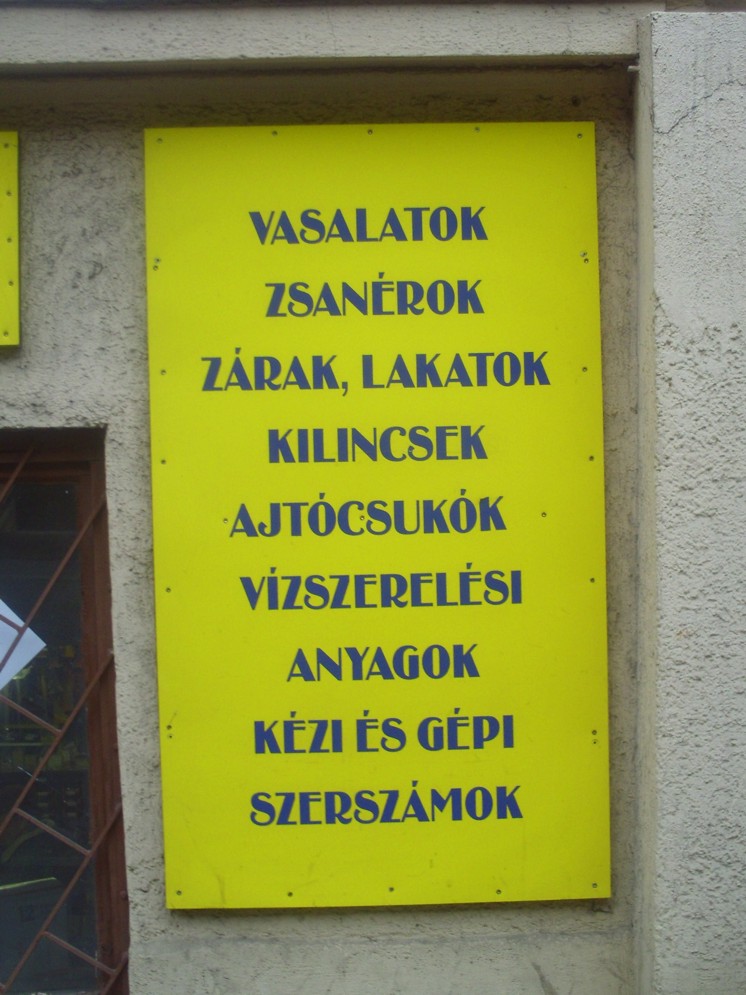 VASALATOK
ZSANÉROK
ZÁRAK, LAKATOK
KILINCSEK
AJTÓCSUKÓK
VÍZSZERELÉSI
ANYAGOK
KÉZI ÉS GÉPI
SZERSZÁMOK